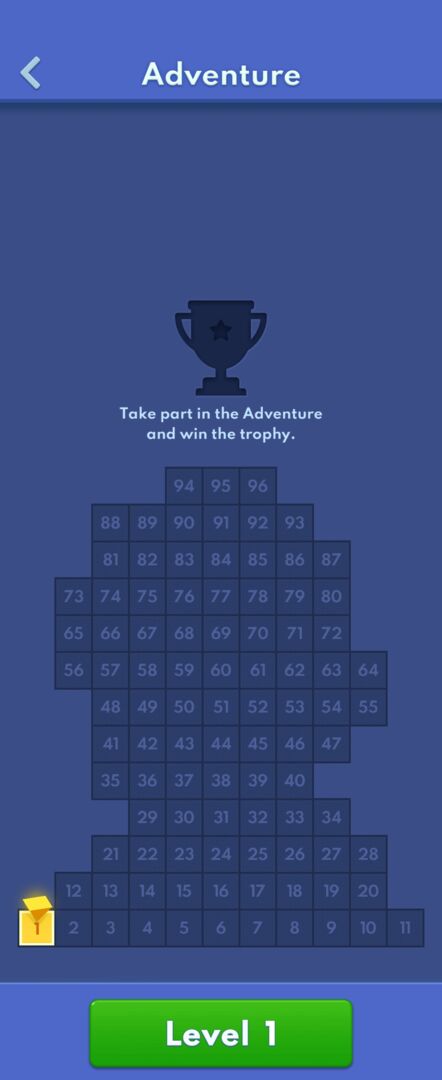 Adventure
Take part in the Adventure
and win the trophy.
94 95 96
88 89 90 91 92 93
81 82 83 84 85 86 87
73 74 75 76 77 78 79 80
65 66 67 68 69 70 71 72
56 57 58 59 60 61 62 63 64
48 49 50 51 52 53 54 55
41 42 43 44 45 46 47
35 36 37 38 39 40
29 30 31 32 33 34
21 22 23 24 25 26 27 28
12 13 14 15 16 17 18 19 20
1 2 3 4 5 6 7 8 9 10 11
Level 1